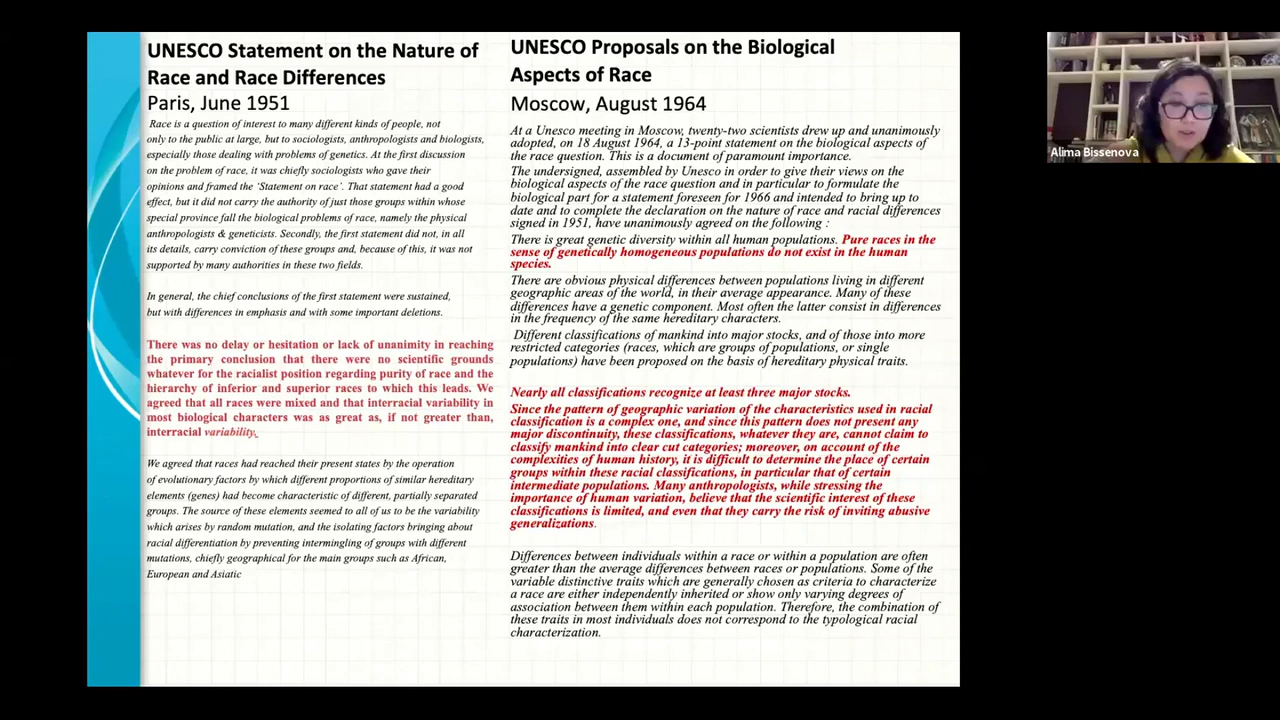 UNESCO Statement on the Nature of
Race and Race Differences
Paris, June 1951
Race is a question of interest to many different kinds of people, not
only to the public at large, but to sociologists, anthropologists and biologists,
especially those dealing with problems of genetics. At the first discussion
on the problem of race, it was chiefly sociologists who gave their
opinions and framed the ‘Statement on race’. That statement had a good
effect, but it did not carry the authority of just those groups within whose
special province fall the biological problems of race, namely the physical
anthropologists & geneticists. Secondly, the first statement did not, in all
its details, carry conviction of these groups and, because of this, it was not
supported by many authorities in these two fields.
In general, the chief conclusions of the first statement were sustained,
but with differences in emphasis and with some important deletions.
There was no delay or hesitation or lack of unanimity in reaching
the primary conclusion that there were no scientific grounds
whatever for the racialist position regarding purity of race and the
hierarchy of inferior and superior races to which this leads. We
agreed that all races were mixed and that interracial variability in
most biological characters was as great as, if not greater than,
interracial variability.
We agreed that races had reached their present states by the operation
of evolutionary factors by which different proportions of similar hereditary
elements (genes) had become characteristic of different, partially separated
groups. The source of these elements seemed to all of us to be the variability
which arises by random mutation, and the isolating factors bringing about
racial differentiation by preventing intermingling of groups with different
mutations, chiefly geographical for the main groups such as African,
European and Asiatic
UNESCO Proposals on the Biological
Aspects of Race
Moscow, August 1964
At a Unesco meeting in Moscow, twenty-two scientists drew up and unanimously
adopted, on 18 August 1964, a 13-point statement on the biological aspects of
the race question. This is a document of paramount importance.
The undersigned, assembled by Unesco in order to give their views on the
biological aspects of the race question and in particular to formulate the
biological part for a statement foreseen for 1966 and intended to bring up to
date and to complete the declaration on the nature of race and racial differences
signed in 1951, have unanimously agreed on the following :
There is great genetic diversity within all human populations. Pure races in the
sense of genetically homogeneous populations do not exist in the human
species.
There are obvious physical differences between populations living in different
geographic areas of the world, in their average appearance. Many of these
differences have a genetic component. Most often the latter consist in differences
in the frequency of the same hereditary characters.
Different classifications of mankind into major stocks, and of those into more
restricted categories (races, which are groups of populations, or single
populations) have been proposed on the basis of hereditary physical traits.
Nearly all classifications recognize at least three major stocks.
Since the pattern of geographic variation of the characteristics used in racial
classification is a complex one, and since this pattern does not present any
major discontinuity, these classifications, whatever they are, cannot claim to
classify mankind into clear cut categories; moreover, on account of the
complexities of human history, it is difficult to determine the place of certain
groups within these racial classifications, in particular that of certain
intermediate populations. Many anthropologists, while stressing the
importance of human variation, believe that the scientific interest of these
classifications is limited, and even that they carry the risk of inviting abusive
generalizations.
Differences between individuals within a race or within a population are often
greater than the average differences between races or populations. Some of the
variable distinctive traits which are generally chosen as criteria to characterize
a race are either independently inherited or show only varying degrees of
association between them within each population. Therefore, the combination of
these traits in most individuals does not correspond to the typological racial
characterization.
Alima Bissenova